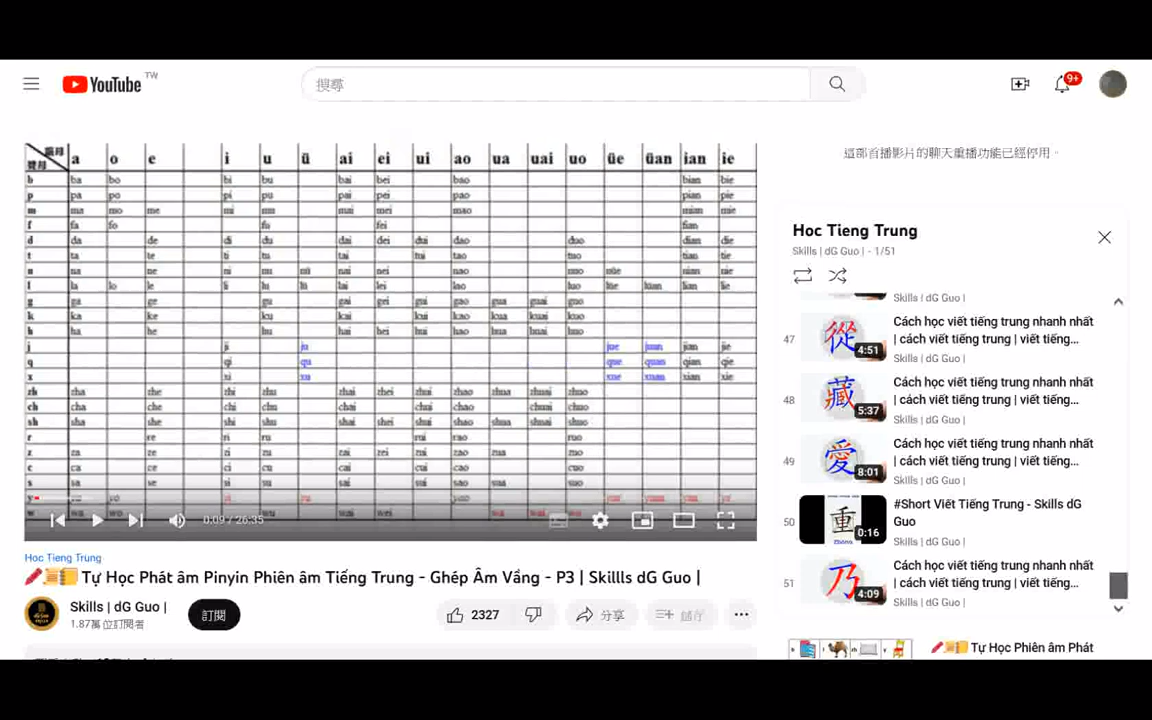 YouTube TW
搜尋
9+
韻母 a o e i u ü ai ei ui ao ua uai uo üe üan ian ie
聲母
b ba bo bi bu bai bei bao bian bie
p pa po pi pu pai pei pao pian pie
m ma mo me mi mu mai mei mao mian mie
f fa fo fu fei
d da de di du dai dei dui dao duo dian die
t ta te ti tu tai tui tao tuo tian tie
n na ne ni nu nü nai nei nao nuo nüe nian nie
l la lo le li lu lü lai lei lao luo lüe lüan lian lie
g ga ge gu gai gei gui gao gua guai guo
k ka ke ku kai kui kao kua kuai kuo
h ha he hu hai hei hui hao hua huai huo
j ji ju jue juan jian jie
q qi qu que quan qian qie
x xi xu xue xuan xian xie
zh zha zhe zhi zhu zhai zhei zhui zhao zhua zhuai zhuo
ch cha che chi chu chai chui chao chuai chuo
sh sha she shi shu shai shei shui shao shua shuai shuo
r re ri ru rui rao ruo
z za ze zi zu zai zei zui zao zua zuo
c ca ce ci cu cai cui cao cuo
s sa se si su sai sui sao suo
0:09 / 26:35
Hoc Tieng Trung
Tự Học Phát âm Pinyin Phiên âm Tiếng Trung - Ghép Âm Vầng - P3 | Skillls dG Guo |
Skills | dG Guo |
1.87萬 位訂閱者
訂閱
2327
分享
儲存
這部首播影片的聊天重播功能已經停用。
Hoc Tieng Trung
Skills | dG Guo | - 1/51
Skills | dG Guo |
47
從
4:51
Cách học viết tiếng trung nhanh nhất
| cách viết tiếng trung | viết tiếng...
Skills | dG Guo |
48
藏
5:37
Cách học viết tiếng trung nhanh nhất
| cách viết tiếng trung | viết tiếng...
Skills | dG Guo |
49
愛
8:01
Cách học viết tiếng trung nhanh nhất
| cách viết tiếng trung | viết tiếng...
Skills | dG Guo |
50
重
0:16
#Short Viết Tiếng Trung - Skills dG
Guo
Skills | dG Guo |
51
乃
4:09
Cách học viết tiếng trung nhanh nhất
| cách viết tiếng trung | viết tiếng...
Skills | dG Guo |
Tự Học Phiên âm Phát